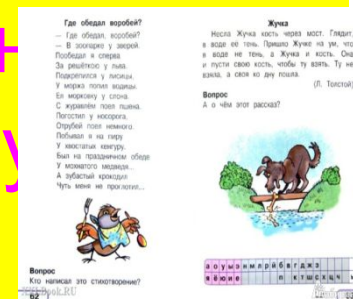 Где обедал воробей?
— Где обедал, воробей?
— В зоопарке у зверей.
Пообедал я сперва
За решёткою у льва.
Подкрепился у лисицы.
У моржа попил водицы.
Ел морковку у слона.
С журавлём поел пшена.
Погостил у носорога,
Отрубей поел немного.
Побывал я на пиру
У хвостатых кенгуру.
Был на праздничном обеде
У мохнатого медведя...
А зубастый крокодил
Чуть меня не проглотил...
Вопрос
Кто написал это стихотворение?
62
Жучка
Несла Жучка кость через мост. Глядит,
в воде её тень. Пришло Жучке на ум, что
в воде не тень, а Жучка и кость. Она
и пусти свою кость, чтобы ту взять. Ту не
взяла, а своя ко дну пошла.
(Л. Толстой)
Вопрос
А о чём этот рассказ?
а о у ы э н м л р й б в г д ж з
я ё ю и е п к т ш с х ц ч